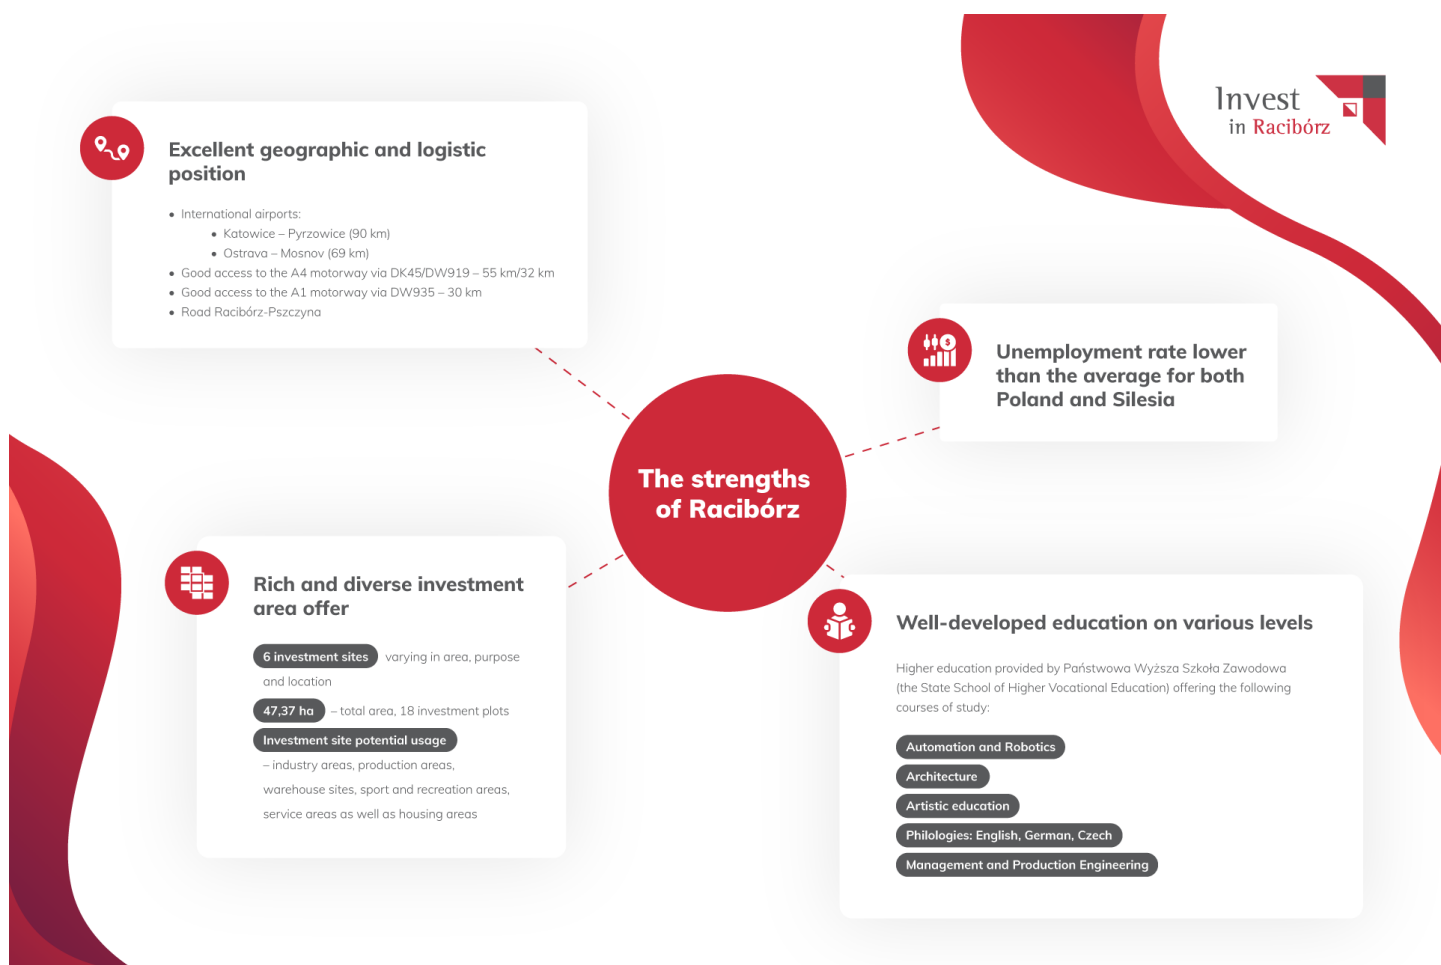 Invest
in Racibórz
Excellent geographic and logistic
position
• International airports:
• Katowice – Pyrzowice (90 km)
• Ostrava – Mosnov (69 km)
• Good access to the A4 motorway via DK45/DW919 – 55 km/32 km
• Good access to the A1 motorway via DW935 – 30 km
• Road Racibórz-Pszczyna
Unemployment rate lower
than the average for both
Poland and Silesia
The strengths
of Racibórz
Rich and diverse investment
area offer
6 investment sites varying in area, purpose
and location
47,37 ha – total area, 18 investment plots
Investment site potential usage
– industry areas, production areas,
warehouse sites, sport and recreation areas,
service areas as well as housing areas
Well-developed education on various levels
Higher education provided by Państwowa Wyższa Szkoła Zawodowa
(the State School of Higher Vocational Education) offering the following
courses of study:
Automation and Robotics
Architecture
Artistic education
Philologies: English, German, Czech
Management and Production Engineering